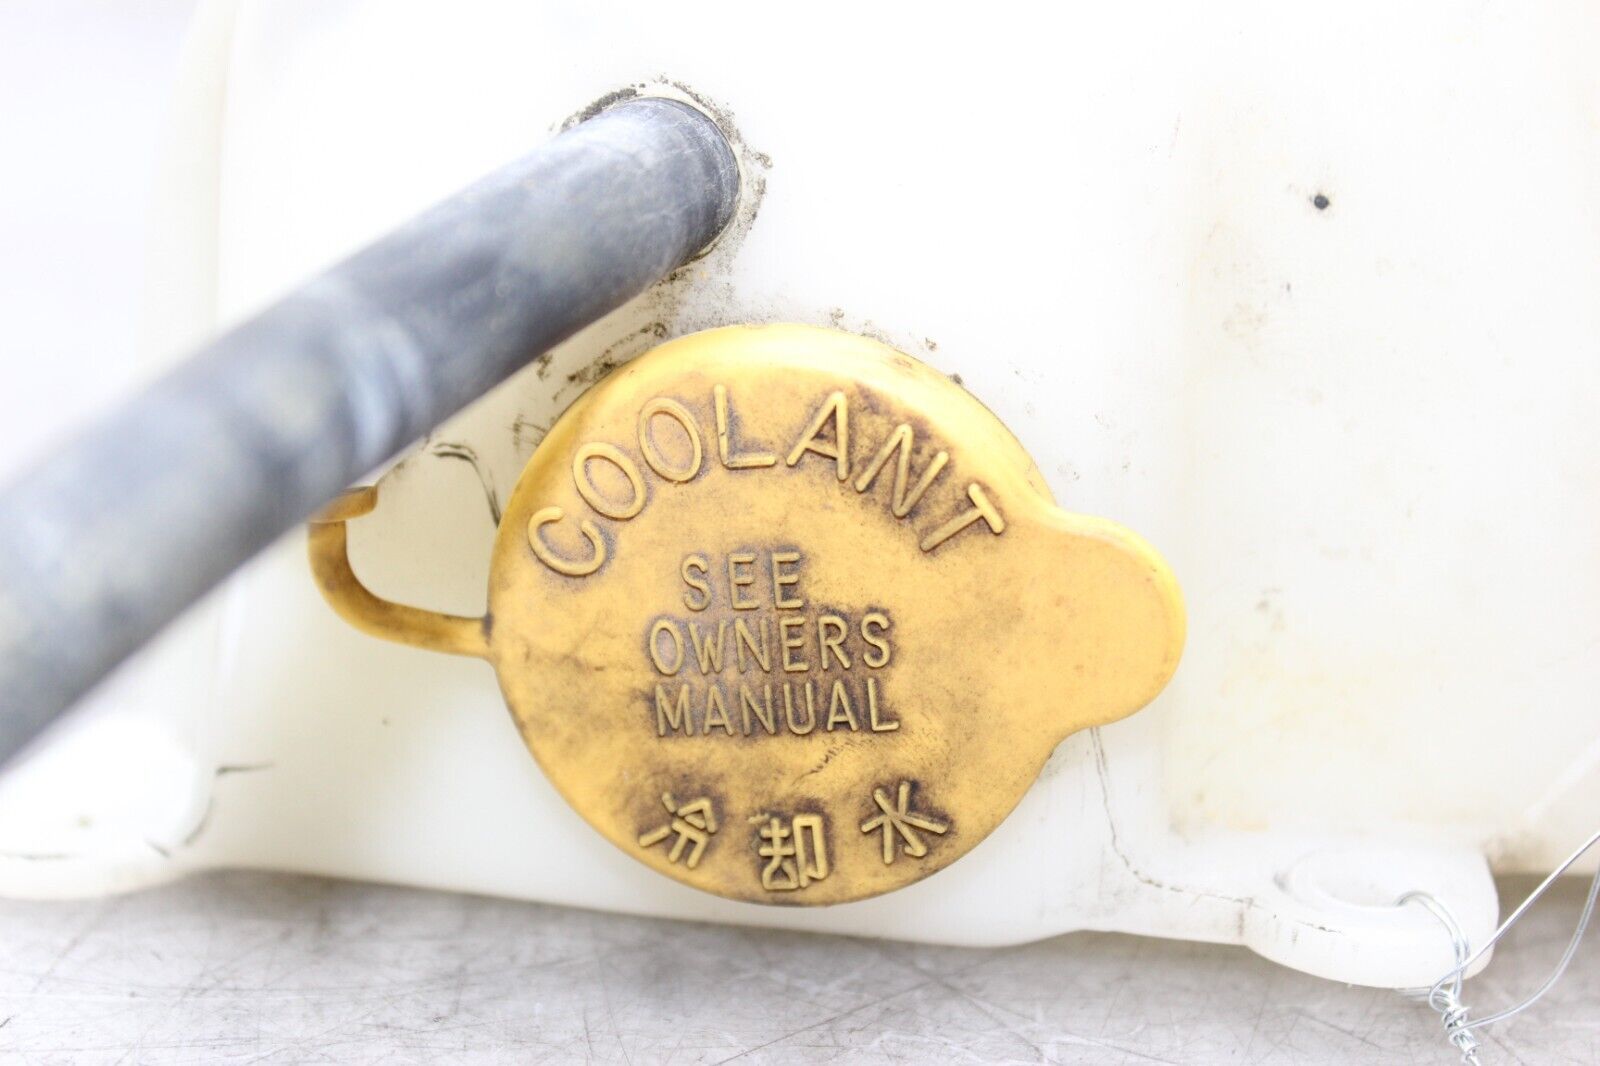 COOLANT
SEE
OWNERS
MANUAL
冷却水